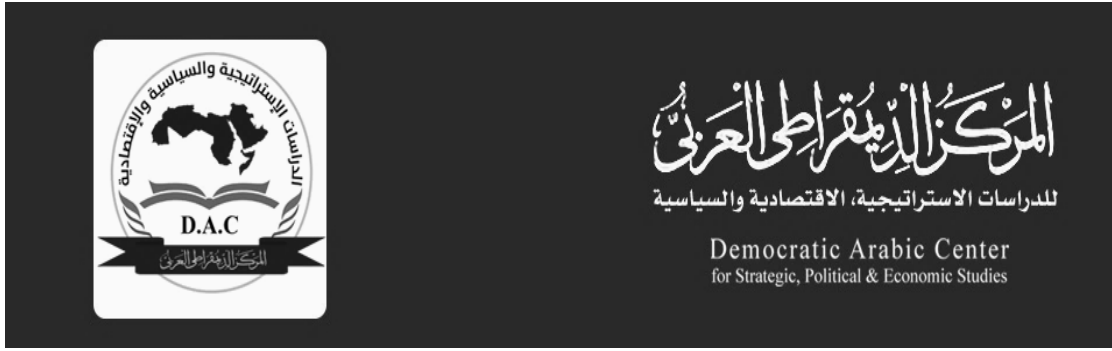 الدراسات الإستراتيجية والسياسية والإقتصادية
D.A.C
المركز الديمقراطي العربي
المركز الديمقراطي العربي
للدراسات الاستراتيجية، الاقتصادية والسياسية
Democratic Arabic Center
for Strategic, Political & Economic Studies